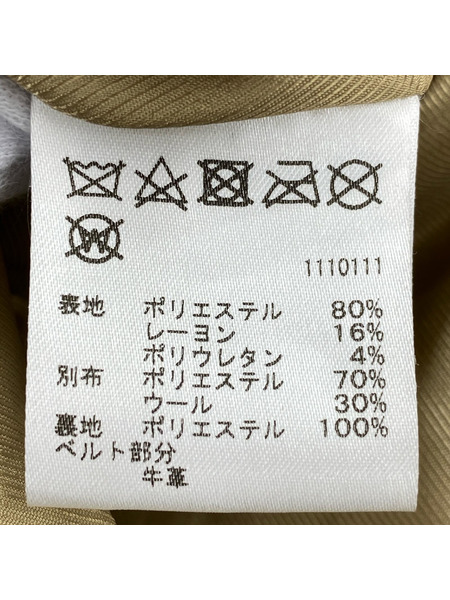 1110111
表地 ポリエステル 80%
レーヨン 16%
ポリウレタン 4%
別布 ポリエステル 70%
ウール 30%
裏地 ポリエステル 100%
ベルト部分
牛革